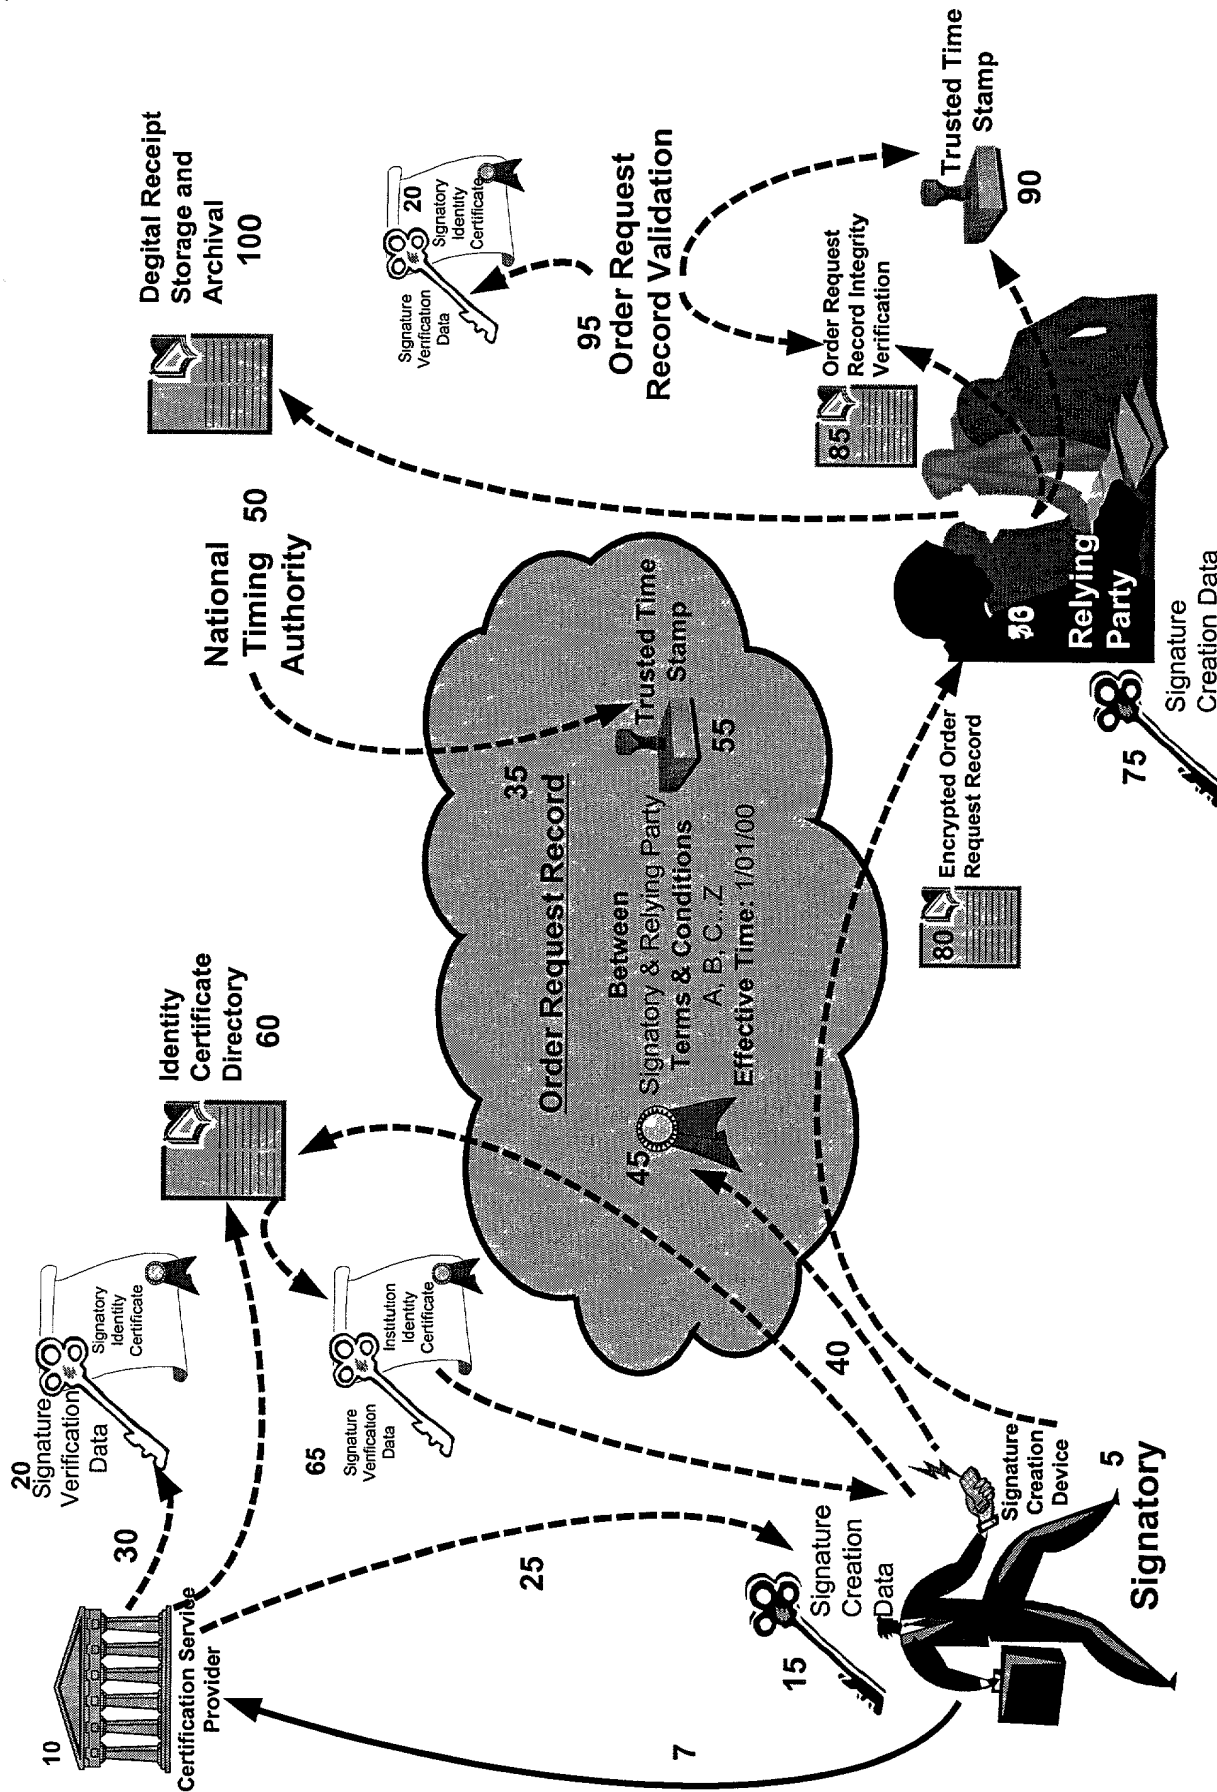 10
Certification Service
Provider
30
20
Signature
Verification
Data
Signatory
Identity
Certificate
Identity
Certificate
Directory
60
National
Timing 50
Authority
Degital Receipt
Storage and
Archival
100
7
25
65
Signature
Verification
Data
Institution
Identity
Certificate
Signature
Verification
Data
20
Signatory
Identity
Certificate
35
Order Request Record
Between
45
Signatory & Relying Party
Terms & Conditions
A, B, C...Z
Effective Time: 1/01/00
Trusted Time
Stamp
55
95
Order Request
Record Validation
15
Signature
Creation
Data
40
85
Order Request
Record Integrity
Verification
Trusted Time
Stamp
90
Signature
Creation
Device
5
Signatory
80
Encrypted Order
Request Record
Relying
Party
75
Signature
Creation Data